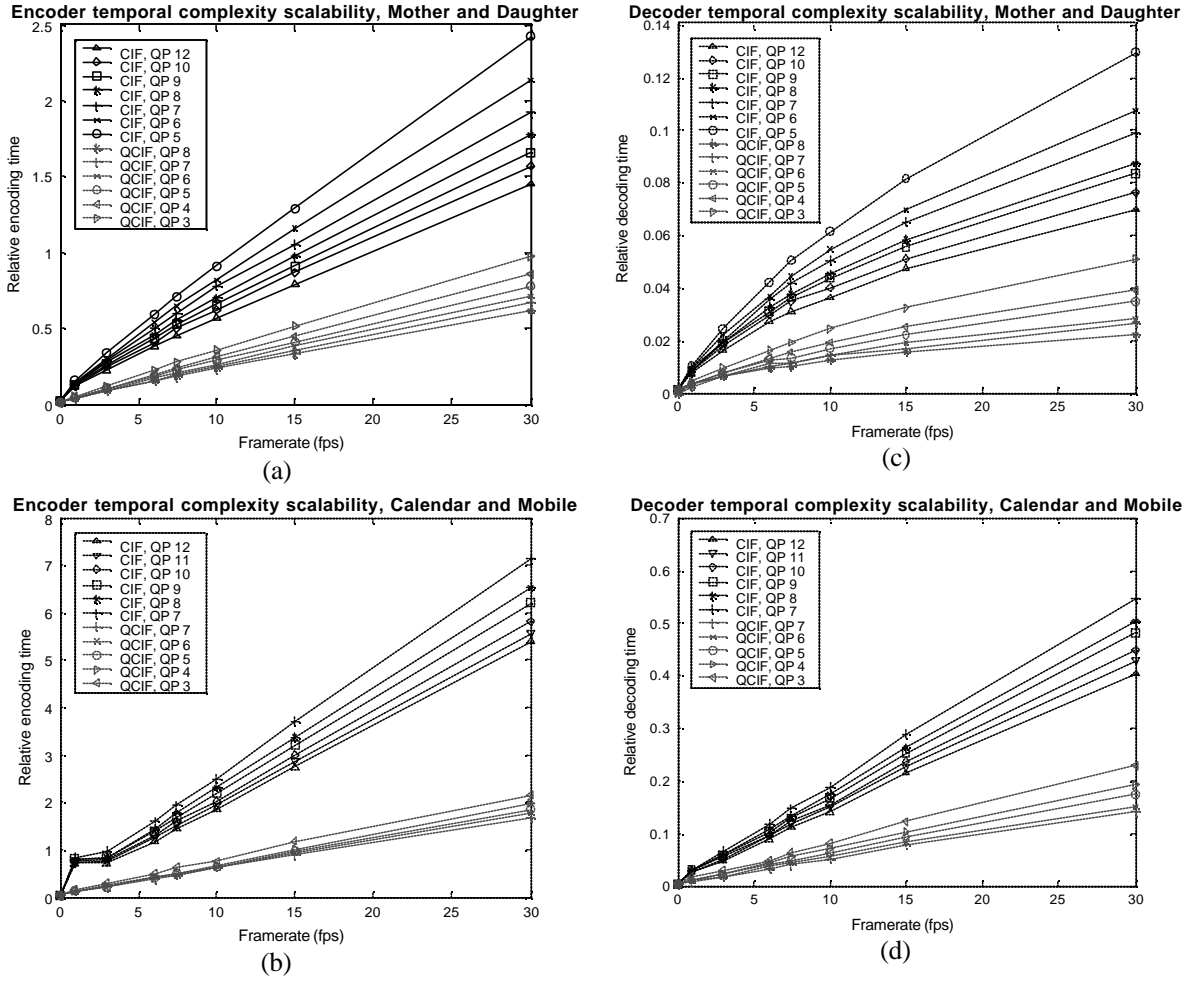 Encoder temporal complexity scalability, Mother and Daughter
2.5
2
1.5
1
0.5
0
Relative encoding time
CIF, QP 12
CIF, QP 10
CIF, QP 9
CIF, QP 8
CIF, QP 7
CIF, QP 6
CIF, QP 5
QCIF, QP 8
QCIF, QP 7
QCIF, QP 6
QCIF, QP 5
QCIF, QP 4
QCIF, QP 3
0 5 10 15 20 25 30
Framerate (fps)
(a)
Decoder temporal complexity scalability, Mother and Daughter
0.14
0.12
0.1
0.08
0.06
0.04
0.02
0
Relative decoding time
CIF, QP 12
CIF, QP 10
CIF, QP 9
CIF, QP 8
CIF, QP 7
CIF, QP 6
CIF, QP 5
QCIF, QP 8
QCIF, QP 7
QCIF, QP 6
QCIF, QP 5
QCIF, QP 4
QCIF, QP 3
0 5 10 15 20 25 30
Framerate (fps)
(c)
Encoder temporal complexity scalability, Calendar and Mobile
8
7
6
5
4
3
2
1
0
Relative encoding time
CIF, QP 12
CIF, QP 11
CIF, QP 10
CIF, QP 9
CIF, QP 8
CIF, QP 7
QCIF, QP 7
QCIF, QP 6
QCIF, QP 5
QCIF, QP 4
QCIF, QP 3
0 5 10 15 20 25 30
Framerate (fps)
(b)
Decoder temporal complexity scalability, Calendar and Mobile
0.7
0.6
0.5
0.4
0.3
0.2
0.1
0
Relative decoding time
CIF, QP 12
CIF, QP 11
CIF, QP 10
CIF, QP 9
CIF, QP 8
CIF, QP 7
QCIF, QP 7
QCIF, QP 6
QCIF, QP 5
QCIF, QP 4
QCIF, QP 3
0 5 10 15 20 25 30
Framerate (fps)
(d)